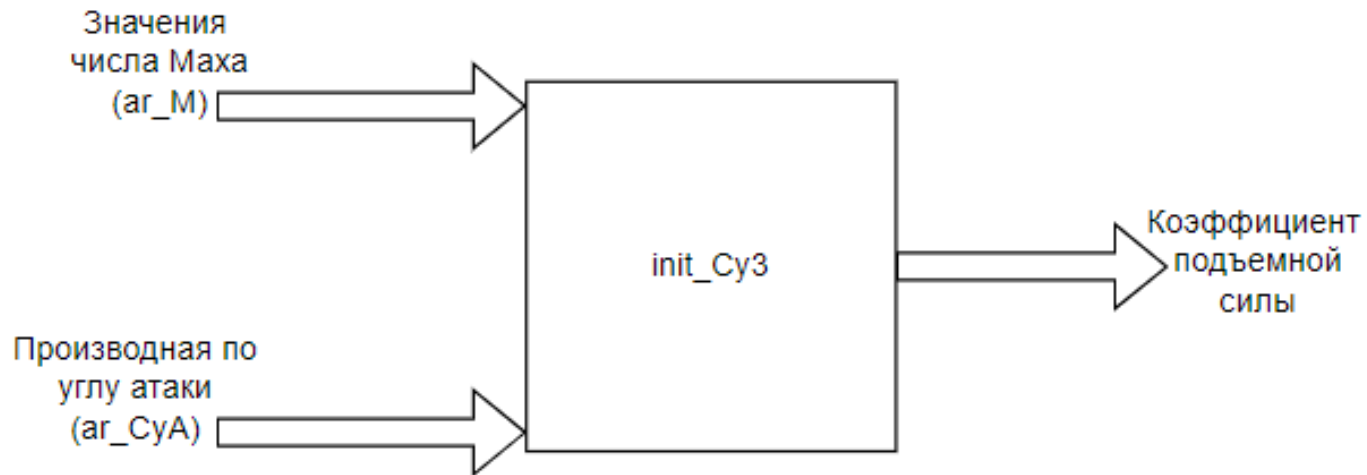 Значения
числа Маха
(ar_M)
init_Cy3
Коэффициент
подъемной
силы
Производная по
углу атаки
(ar_CyA)